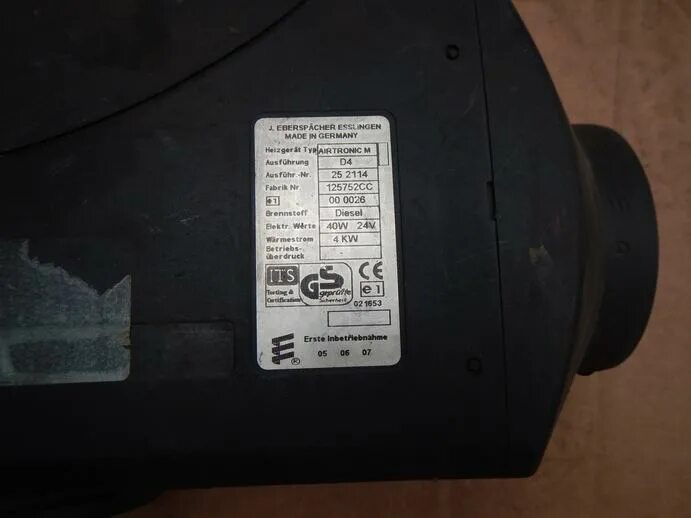 J. EBERSPÄCHER ESSLINGEN
MADE IN GERMANY
Heizgerät Typ AIRTRONIC M
Ausführung D4
Ausführ.-Nr. 25 2114
Fabrik Nr 125752CC
e1 00 0026
Brennstoff Diesel
Elektr. Werte 40W 24V
Wärmestrom 4 KW
Betriebs-
überdruck
ITS
Testing &
Certification
GS
geprüfte
Sicherheit
CE
e1
021653
Erste Inbetriebnahme
® 05 06 07